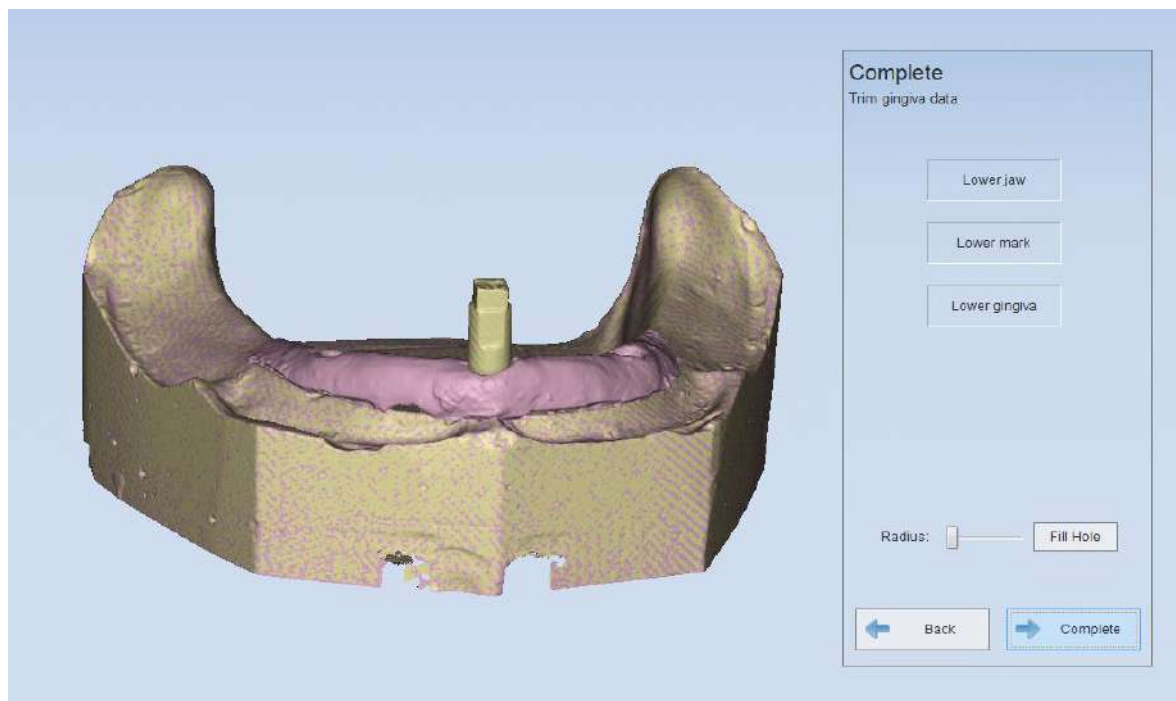 Complete
Trim gingiva data
Lower jaw
Lower mark
Lower gingiva
Radius:
Fill Hole
Back
Complete